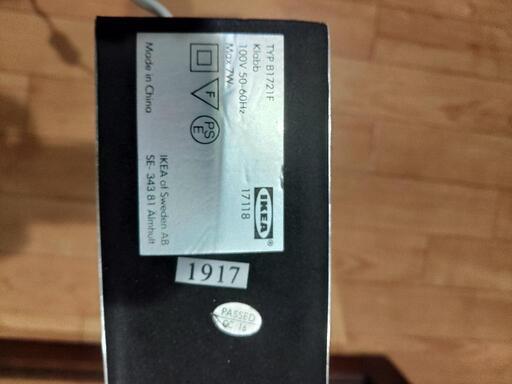 TYP B1721F
Klabb
100V 50-60Hz
Max 7W
F
PS
E
Made in China
IKEA®
17118
IKEA of Sweden AB
SE- 343 81 Älmhult
1917
PASSED
QC 16